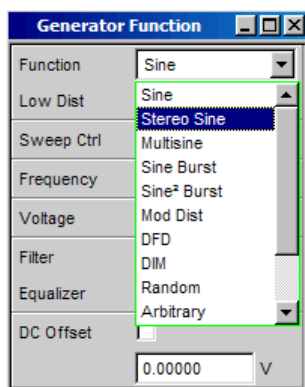 Generator Function
Function Sine
Low Dist Sine
Stereo Sine
Sweep Ctrl Multisine
Sine Burst
Frequency Sine² Burst
Voltage Mod Dist
DFD
Filter DIM
Equalizer Random
Arbitrary
DC Offset
0.00000 V